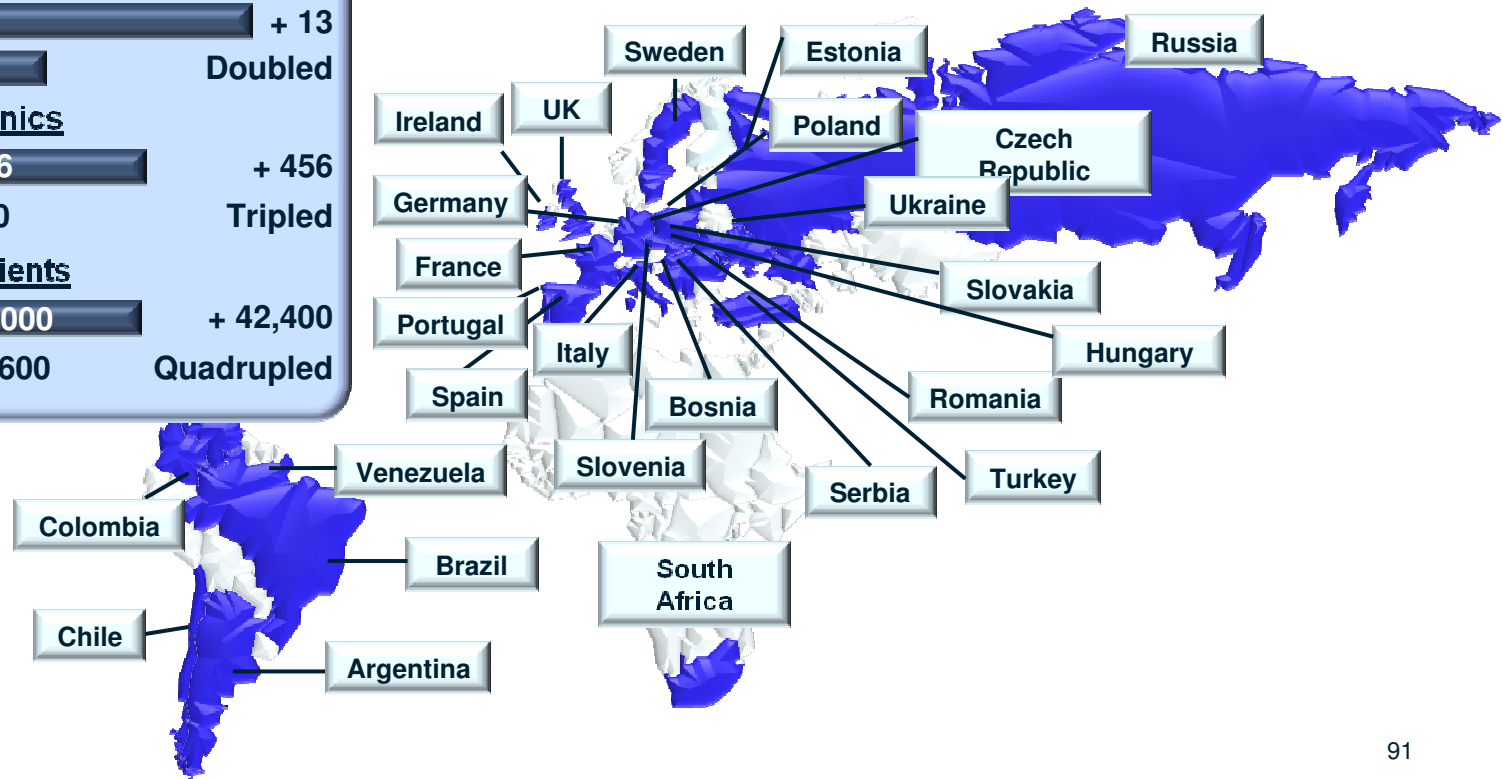 + 13
Doubled
nics
6
+ 456
0
Tripled
ients
000
+ 42,400
600
Quadrupled
Sweden
Estonia
Russia
Ireland
UK
Poland
Czech
Republic
Germany
Ukraine
France
Slovakia
Portugal
Italy
Hungary
Spain
Bosnia
Romania
Venezuela
Slovenia
Serbia
Turkey
Colombia
Brazil
South
Africa
Chile
Argentina
91